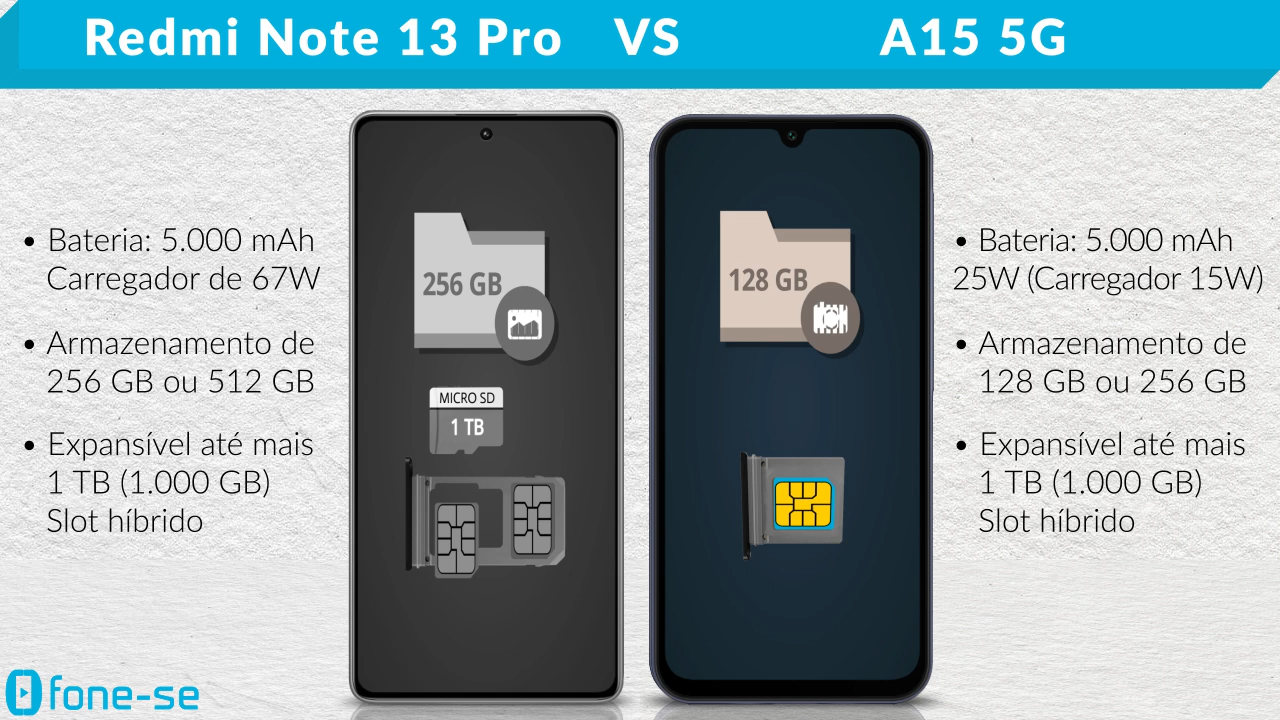 Redmi Note 13 Pro VS A15 5G
• Bateria: 5.000 mAh
Carregador de 67W
• Armazenamento de
256 GB ou 512 GB
• Expansível até mais
1 TB (1.000 GB)
Slot híbrido
256 GB
MICRO SD
1 TB
128 GB
• Bateria: 5.000 mAh
25W (Carregador 15W)
• Armazenamento de
128 GB ou 256 GB
• Expansível até mais
1 TB (1.000 GB)
Slot híbrido
fone-se